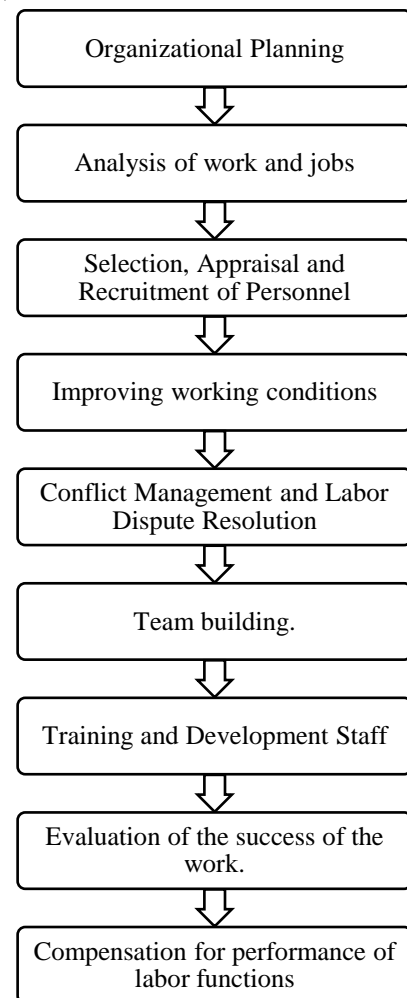 Organizational Planning
Analysis of work and jobs
Selection, Appraisal and
Recruitment of Personnel
Improving working conditions
Conflict Management and Labor
Dispute Resolution
Team building.
Training and Development Staff
Evaluation of the success of the
work.
Compensation for performance of
labor functions